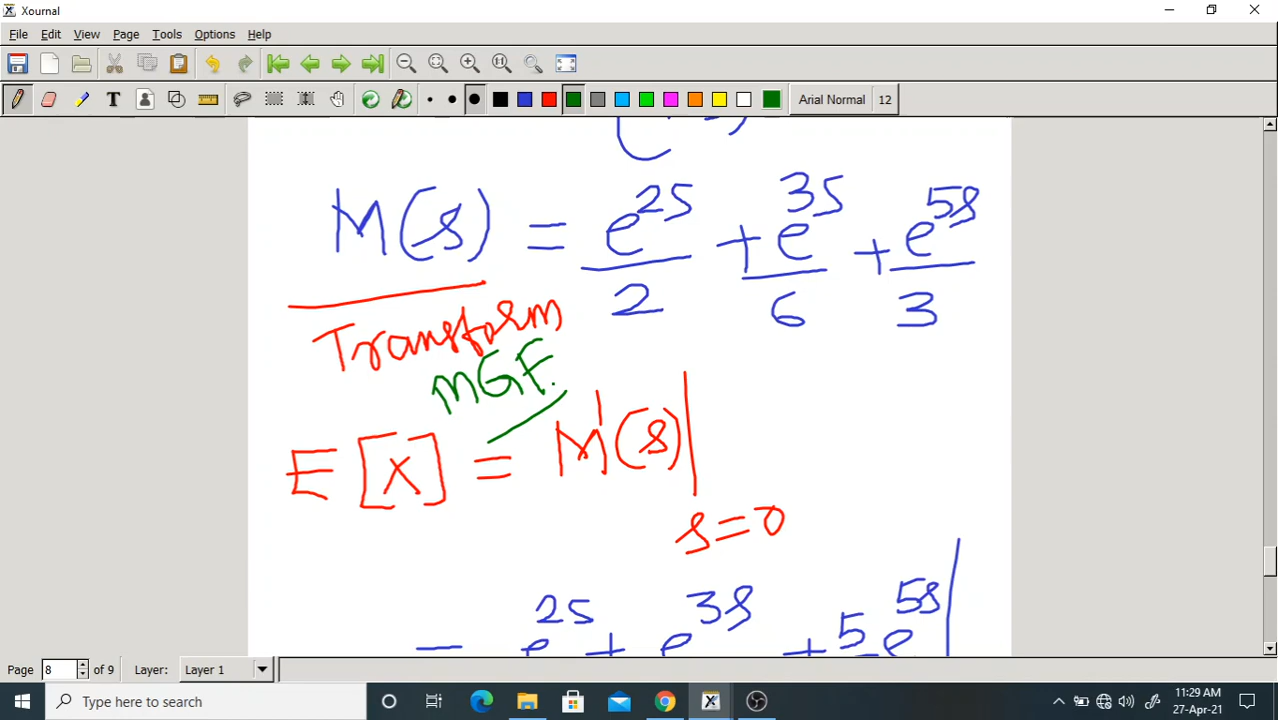 Xournal
File Edit View Page Tools Options Help
T Arial Normal 12
M(s) = e^2s/2 + e^3s/6 + e^5s/3
Transform
MGF.
E[X] = M'(s)|
s=0
= e^2s + e^3s + 5 e^5s |
Page 8 of 9 Layer: Layer 1
Type here to search
11:29 AM
27-Apr-21